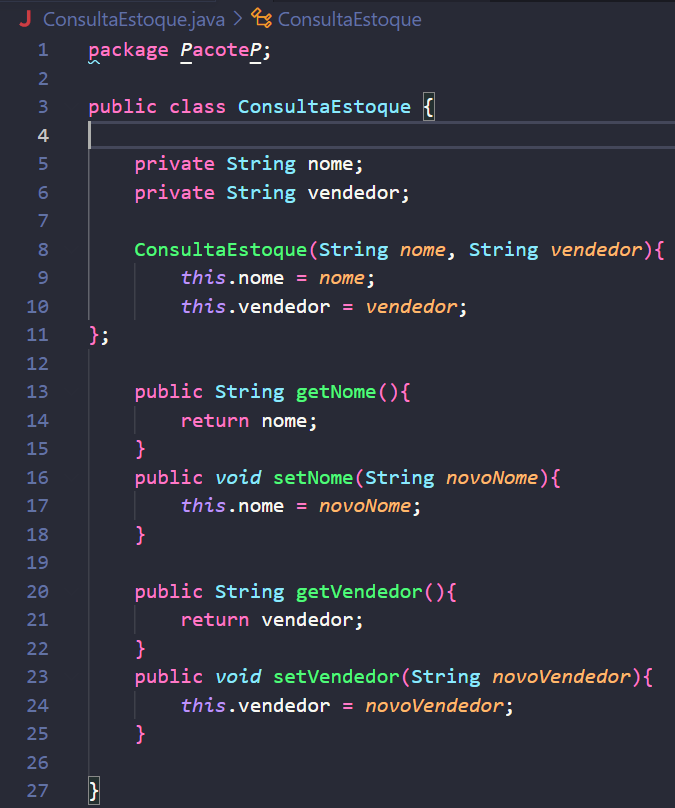 ConsultaEstoque.java > ConsultaEstoque
1 package PacoteP;
2
3 public class ConsultaEstoque {
4
5     private String nome;
6     private String vendedor;
7
8     ConsultaEstoque(String nome, String vendedor){
9         this.nome = nome;
10         this.vendedor = vendedor;
11 };
12
13     public String getNome(){
14         return nome;
15     }
16     public void setNome(String novoNome){
17         this.nome = novoNome;
18     }
19
20     public String getVendedor(){
21         return vendedor;
22     }
23     public void setVendedor(String novoVendedor){
24         this.vendedor = novoVendedor;
25     }
26
27 }